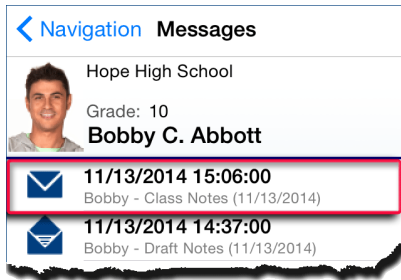 Navigation Messages
Hope High School
Grade: 10
Bobby C. Abbott
11/13/2014 15:06:00
Bobby - Class Notes (11/13/2014)
11/13/2014 14:37:00
Bobby - Draft Notes (11/13/2014)